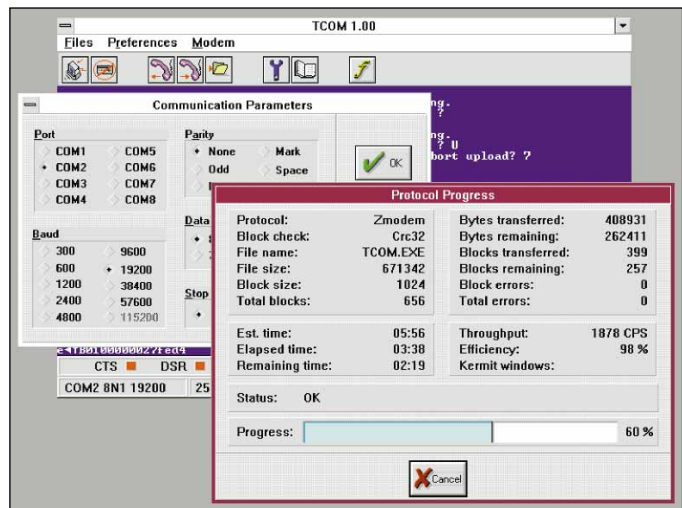 TCOM 1.00
Files Preferences Modem
ng.
?
ng.
? U
bort upload? ?
Communication Parameters
Port
COM1 COM5
COM2 COM6
COM3 COM7
COM4 COM8
Parity
None Mark
Odd Space
OK
Baud
300 9600
600 19200
1200 38400
2400 57600
4800 115200
Data
Stop
CTS DSR
COM2 8N1 19200 25
Protocol Progress
Protocol: Zmodem
Block check: Crc32
File name: TCOM.EXE
File size: 671342
Block size: 1024
Total blocks: 656
Bytes transferred: 408931
Bytes remaining: 262411
Blocks transferred: 399
Blocks remaining: 257
Block errors: 0
Total errors: 0
Est. time: 05:56
Elapsed time: 03:38
Remaining time: 02:19
Throughput: 1878 CPS
Efficiency: 98 %
Kermit windows:
Status: OK
Progress: 60 %
Cancel